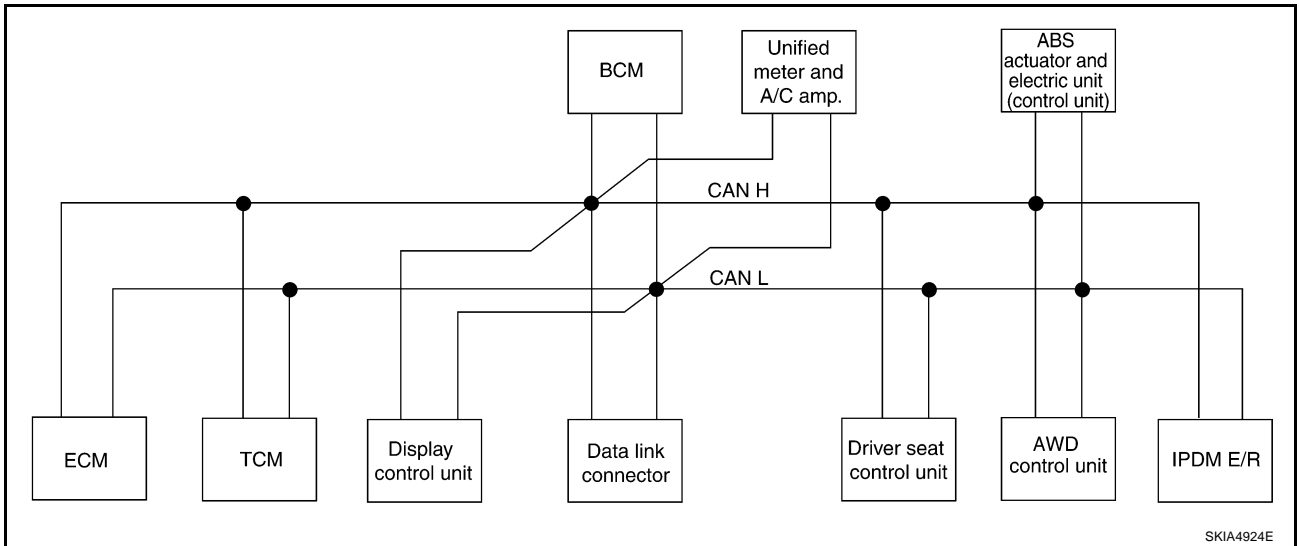 BCM
Unified
meter and
A/C amp.
ABS
actuator and
electric unit
(control unit)
CAN H
CAN L
ECM
TCM
Display
control unit
Data link
connector
Driver seat
control unit
AWD
control unit
IPDM E/R
SKIA4924E